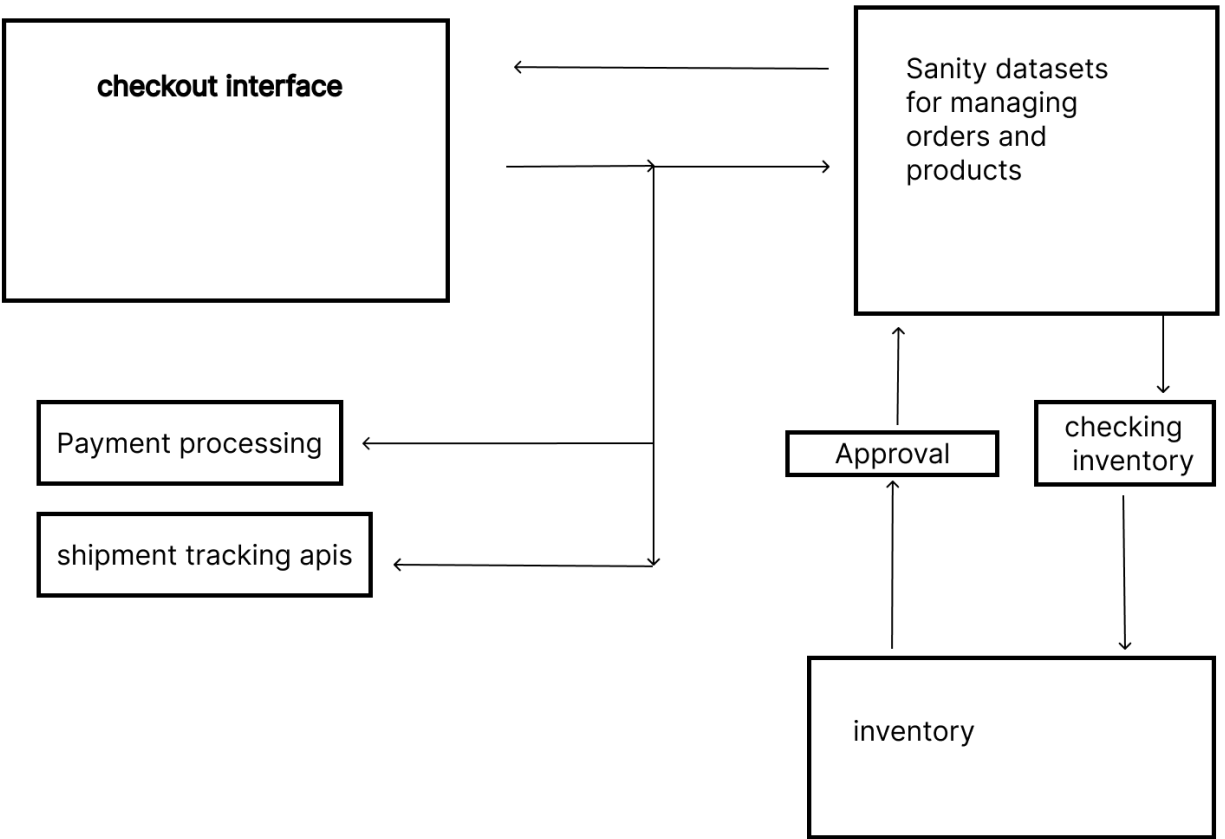 checkout interface
Sanity datasets
for managing
orders and
products
Payment processing
shipment tracking apis
Approval
checking
inventory
inventory